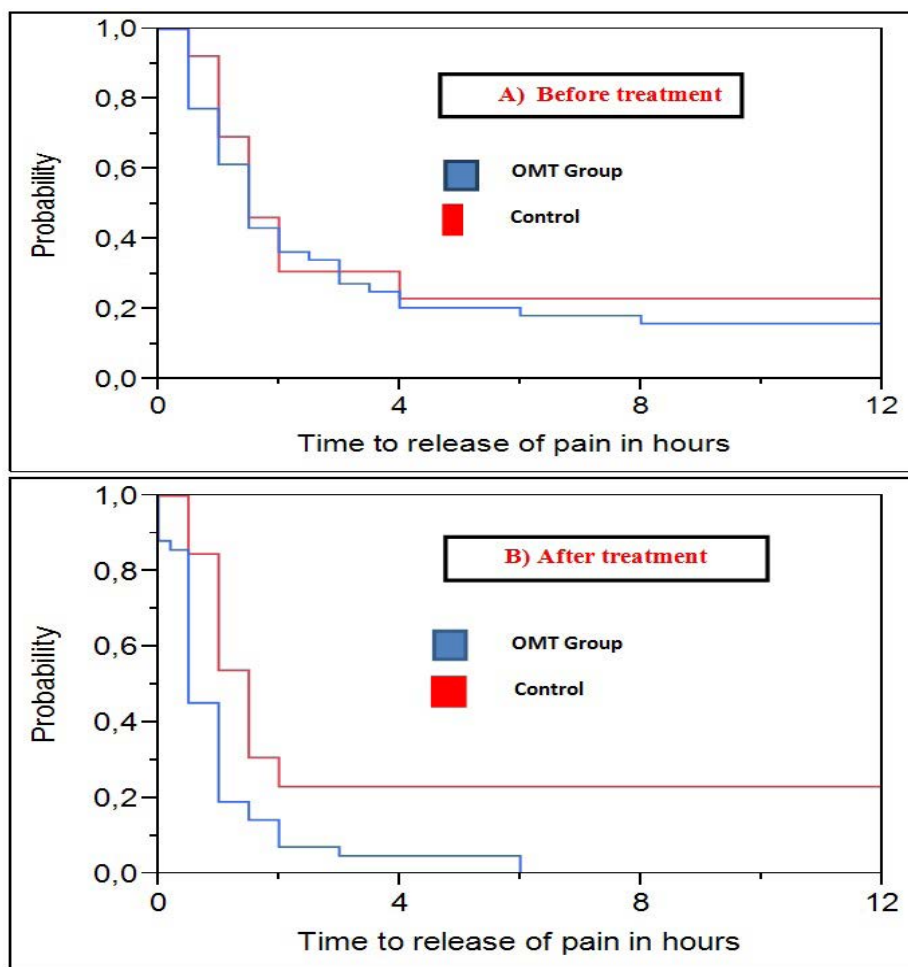 1,0
A) Before treatment
0,8
OMT Group
0,6
Control
Probability
0,4
0,2
0,0
0 4 8 12
Time to release of pain in hours
1,0
B) After treatment
0,8
OMT Group
0,6
Control
Probability
0,4
0,2
0,0
0 4 8 12
Time to release of pain in hours